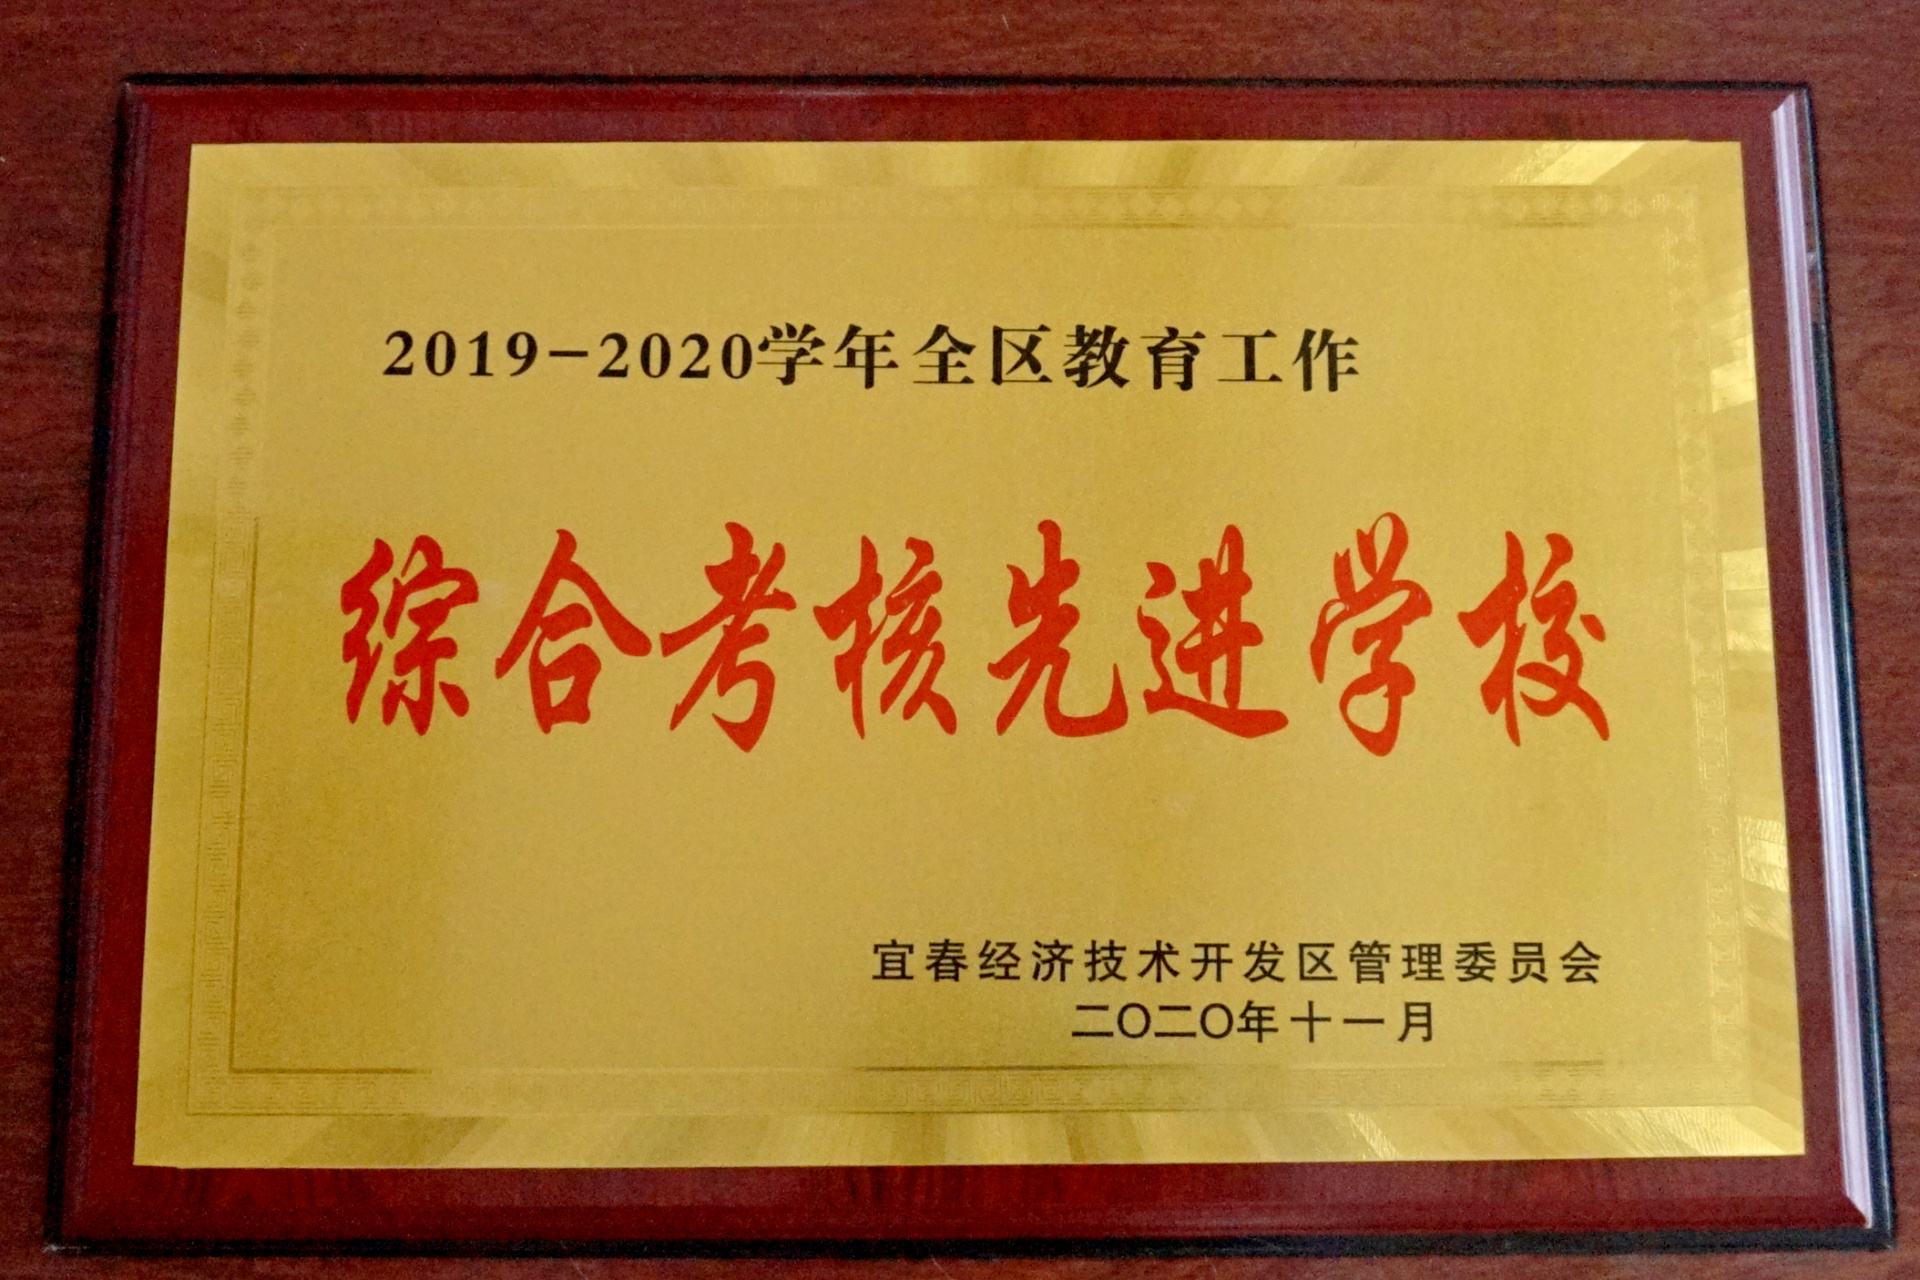 2019-2020学年全区教育工作
综合考核先进学校
宜春经济技术开发区管理委员会
二〇二〇年十一月